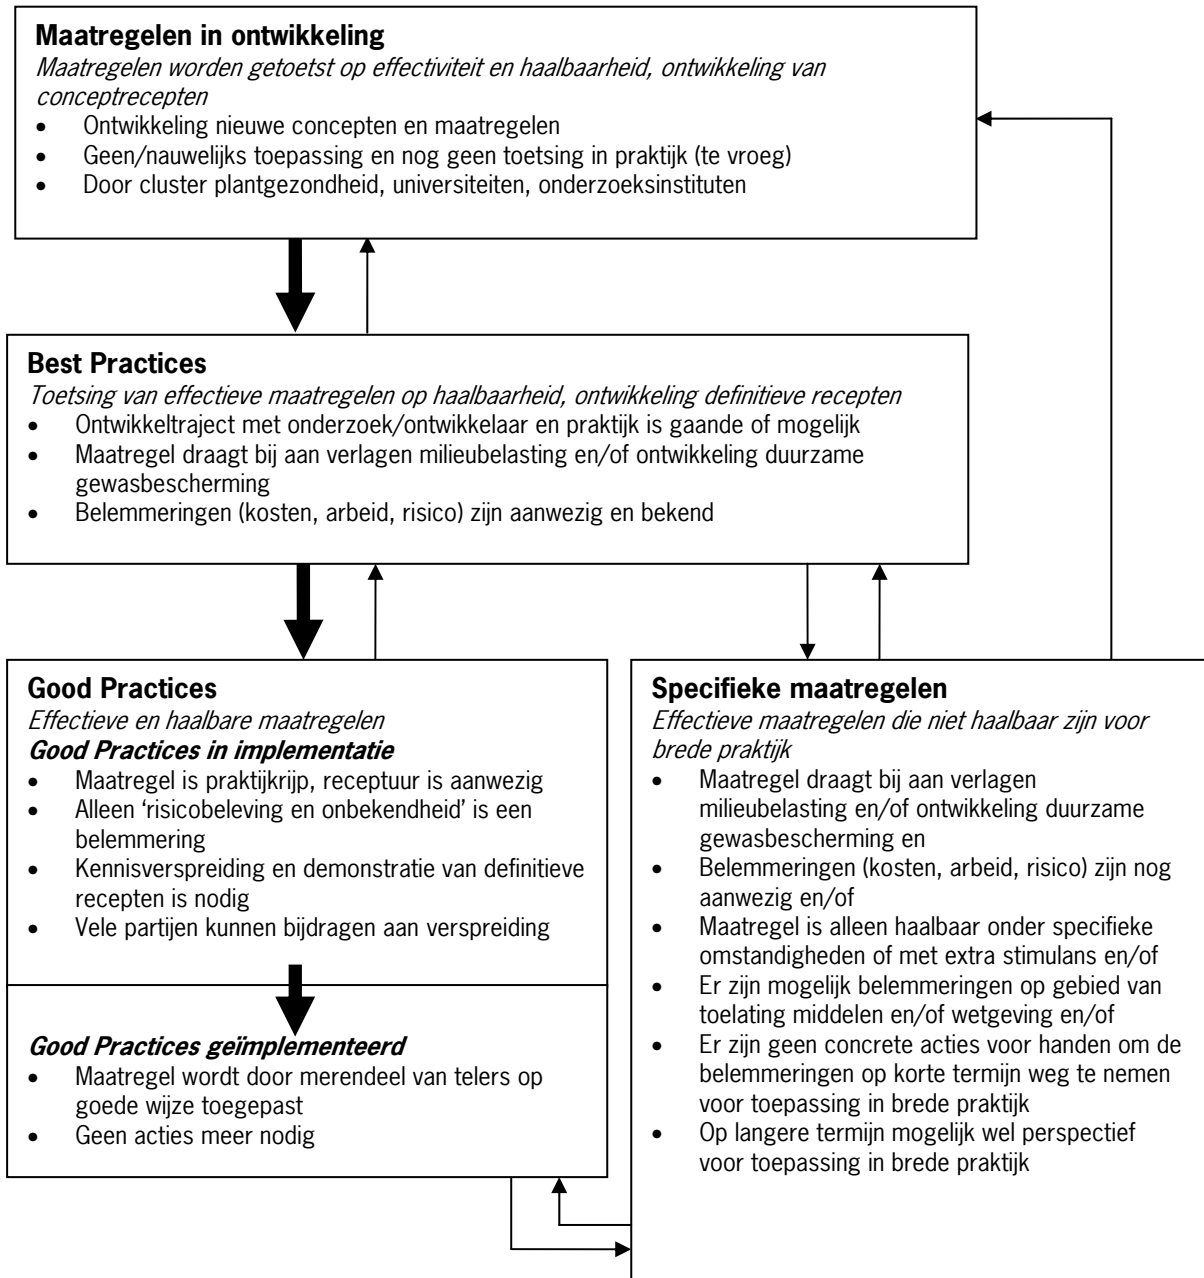 Maatregelen in ontwikkeling
Maatregelen worden getoetst op effectiviteit en haalbaarheid, ontwikkeling van
conceptrecepten
• Ontwikkeling nieuwe concepten en maatregelen
• Geen/nauwelijks toepassing en nog geen toetsing in praktijk (te vroeg)
• Door cluster plantgezondheid, universiteiten, onderzoeksinstituten
Best Practices
Toetsing van effectieve maatregelen op haalbaarheid, ontwikkeling definitieve recepten
• Ontwikkeltraject met onderzoek/ontwikkelaar en praktijk is gaande of mogelijk
• Maatregel draagt bij aan verlagen milieubelasting en/of ontwikkeling duurzame
gewasbescherming
• Belemmeringen (kosten, arbeid, risico) zijn aanwezig en bekend
Good Practices
Effectieve en haalbare maatregelen
Good Practices in implementatie
• Maatregel is praktijkrijp, receptuur is aanwezig
• Alleen ‘risicobeleving en onbekendheid’ is een
belemmering
• Kennisverspreiding en demonstratie van definitieve
recepten is nodig
• Vele partijen kunnen bijdragen aan verspreiding
Good Practices geïmplementeerd
• Maatregel wordt door merendeel van telers op
goede wijze toegepast
• Geen acties meer nodig
Specifieke maatregelen
Effectieve maatregelen die niet haalbaar zijn voor
brede praktijk
• Maatregel draagt bij aan verlagen
milieubelasting en/of ontwikkeling duurzame
gewasbescherming en
• Belemmeringen (kosten, arbeid, risico) zijn nog
aanwezig en/of
• Maatregel is alleen haalbaar onder specifieke
omstandigheden of met extra stimulans en/of
• Er zijn mogelijk belemmeringen op gebied van
toelating middelen en/of wetgeving en/of
• Er zijn geen concrete acties voor handen om de
belemmeringen op korte termijn weg te nemen
voor toepassing in brede praktijk
• Op langere termijn mogelijk wel perspectief
voor toepassing in brede praktijk